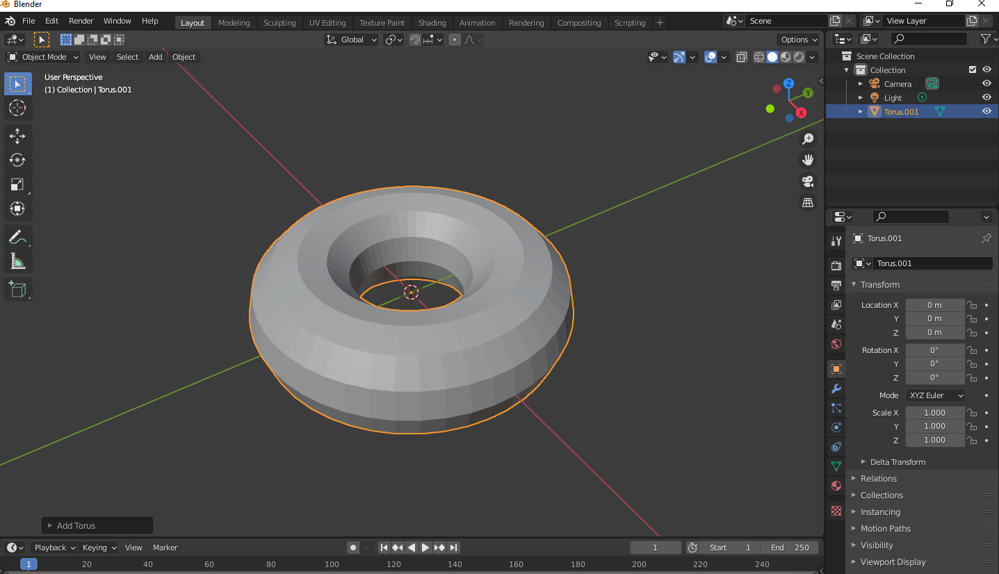 Blender
File Edit Render Window Help Layout Modeling Sculpting UV Editing Texture Paint Shading Animation Rendering Compositing Scripting + Scene View Layer
Global Options
Object Mode View Select Add Object
User Perspective
(1) Collection | Torus.001
Z
Y
X
Scene Collection
Collection
Camera
Light
Torus.001
Torus.001
Torus.001
Transform
Location X 0 m
Y 0 m
Z 0 m
Rotation X 0°
Y 0°
Z 0°
Mode XYZ Euler
Scale X 1.000
Y 1.000
Z 1.000
Delta Transform
Relations
Collections
Instancing
Motion Paths
Visibility
Viewport Display
Add Torus
Playback Keying View Marker 1 Start 1 End 250
1 20 40 60 80 100 120 140 160 180 200 220 240